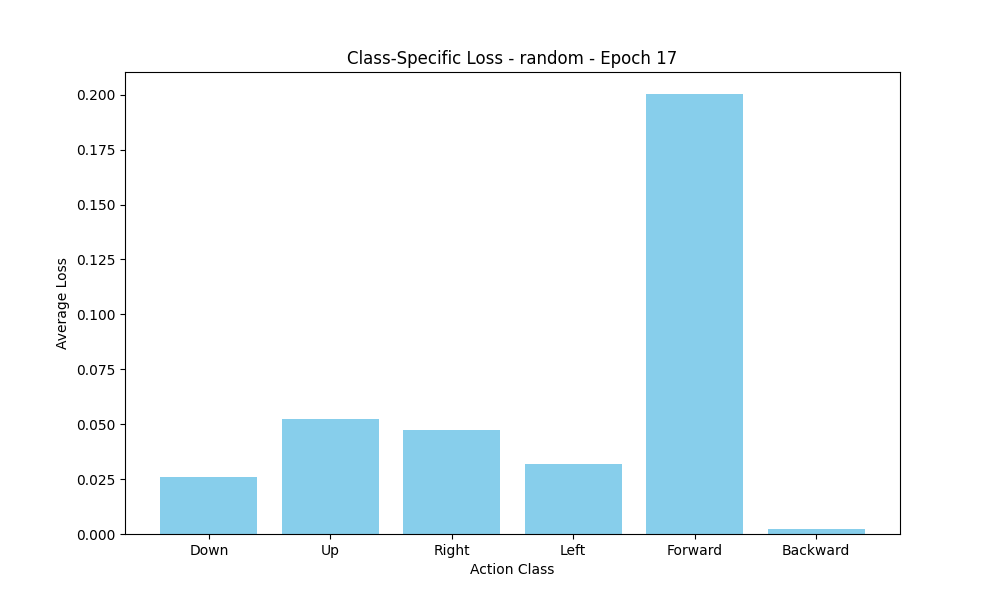 Class-Specific Loss - random - Epoch 17
0.200
0.175
0.150
0.125
0.100
0.075
0.050
0.025
0.000
Average Loss
Down Up Right Left Forward Backward
Action Class